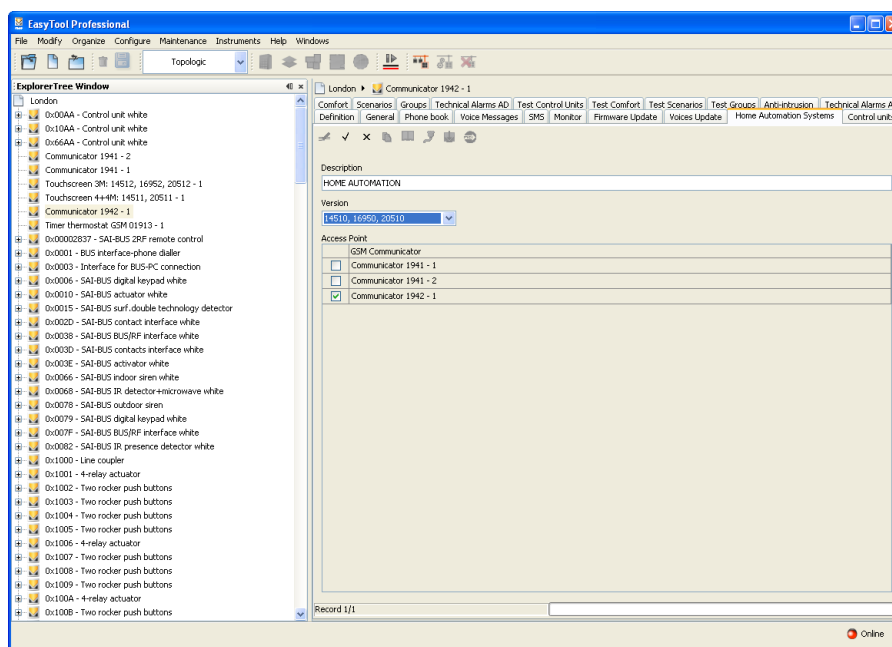 EasyTool Professional
File Modify Organize Configure Maintenance Instruments Help Windows
Topologic
ExplorerTree Window
London
0x00AA - Control unit white
0x10AA - Control unit white
0x66AA - Control unit white
Communicator 1941 - 2
Communicator 1941 - 1
Touchscreen 3M: 14512, 16952, 20512 - 1
Touchscreen 4+4M: 14511, 20511 - 1
Communicator 1942 - 1
Timer thermostat GSM 01913 - 1
0x00002837 - SAI-BUS 2RF remote control
0x0001 - BUS interface-phone dialler
0x0003 - Interface for BUS-PC connection
0x0006 - SAI-BUS digital keypad white
0x0010 - SAI-BUS actuator white
0x0015 - SAI-BUS surf.double technology detector
0x002D - SAI-BUS contact interface white
0x0038 - SAI-BUS BUS/RF interface white
0x003D - SAI-BUS contacts interface white
0x003E - SAI-BUS activator white
0x0066 - SAI-BUS indoor siren white
0x0068 - SAI-BUS IR detector+microwave white
0x0078 - SAI-BUS outdoor siren
0x0079 - SAI-BUS digital keypad white
0x007F - SAI-BUS BUS/RF interface white
0x0082 - SAI-BUS IR presence detector white
0x1000 - Line coupler
0x1001 - 4-relay actuator
0x1002 - Two rocker push buttons
0x1003 - Two rocker push buttons
0x1004 - Two rocker push buttons
0x1005 - Two rocker push buttons
0x1006 - 4-relay actuator
0x1007 - Two rocker push buttons
0x1008 - Two rocker push buttons
0x1009 - Two rocker push buttons
0x100A - 4-relay actuator
0x100B - Two rocker push buttons
London Communicator 1942 - 1
Comfort Scenarios Groups Technical Alarms AD Test Control Units Test Comfort Test Scenarios Test Groups Anti-intrusion Technical Alarms A
Definition General Phone book Voice Messages SMS Monitor Firmware Update Voices Update Home Automation Systems Control units
Description
HOME AUTOMATION
Version
14510, 16950, 20510
Access Point
GSM Communicator
Communicator 1941 - 1
Communicator 1941 - 2
Communicator 1942 - 1
Record 1/1
Online